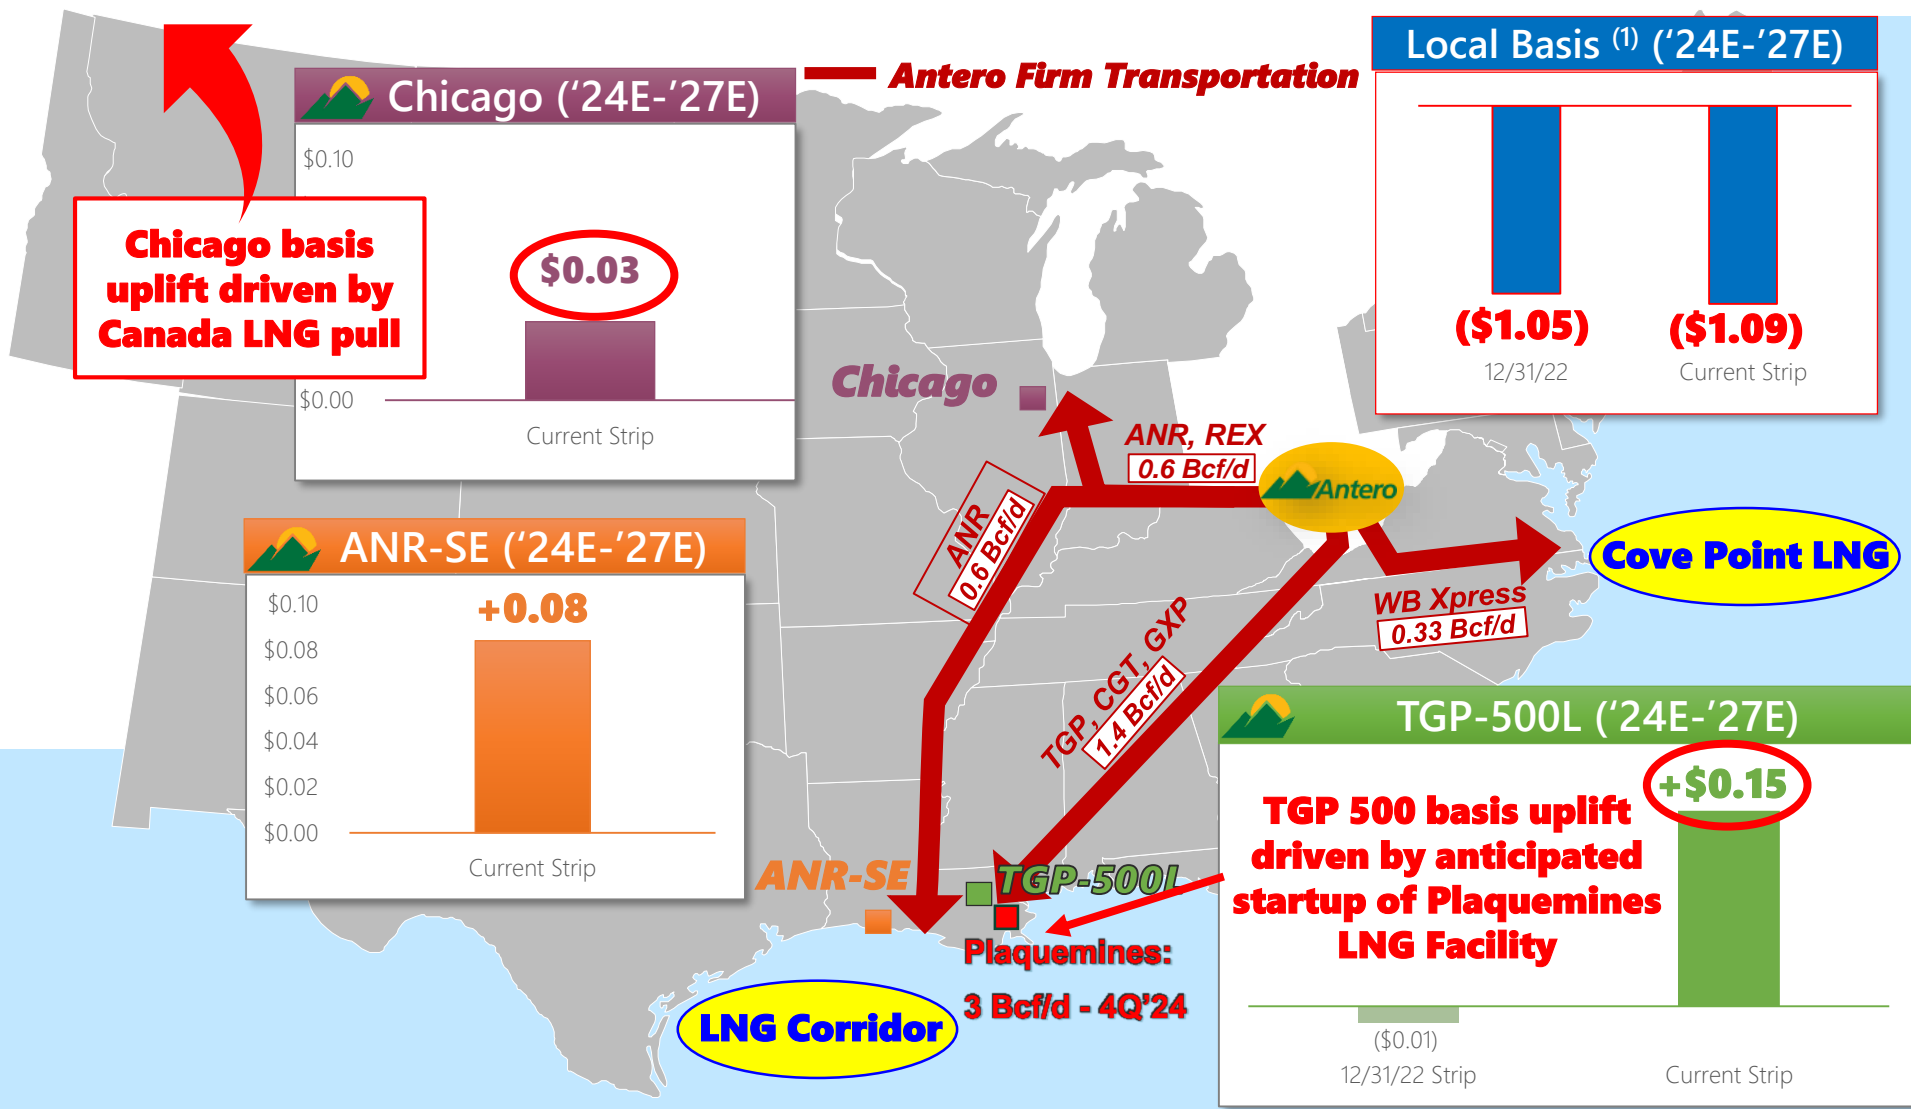 Antero Firm Transportation
Chicago (‘24E-’27E)
$0.10
$0.03
$0.00
Current Strip
Chicago basis
uplift driven by
Canada LNG pull
Local Basis (1) (‘24E-’27E)
($1.05)
($1.09)
12/31/22
Current Strip
Chicago
ANR, REX
0.6 Bcf/d
Antero
ANR
0.6 Bcf/d
Cove Point LNG
WB Xpress
0.33 Bcf/d
TGP, CGT, GXP
1.4 Bcf/d
ANR-SE (‘24E-’27E)
+0.08
$0.10
$0.08
$0.06
$0.04
$0.02
$0.00
Current Strip
ANR-SE
TGP-500L
Plaquemines:
3 Bcf/d - 4Q’24
LNG Corridor
TGP-500L (‘24E-’27E)
+$0.15
TGP 500 basis uplift
driven by anticipated
startup of Plaquemines
LNG Facility
($0.01)
12/31/22 Strip
Current Strip